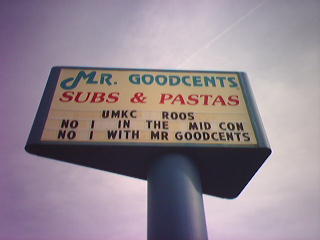 MR. GOODCENTS
SUBS & PASTAS
UMKC ROOS
NO 1 IN THE MID CON
NO 1 WITH MR GOODCENTS